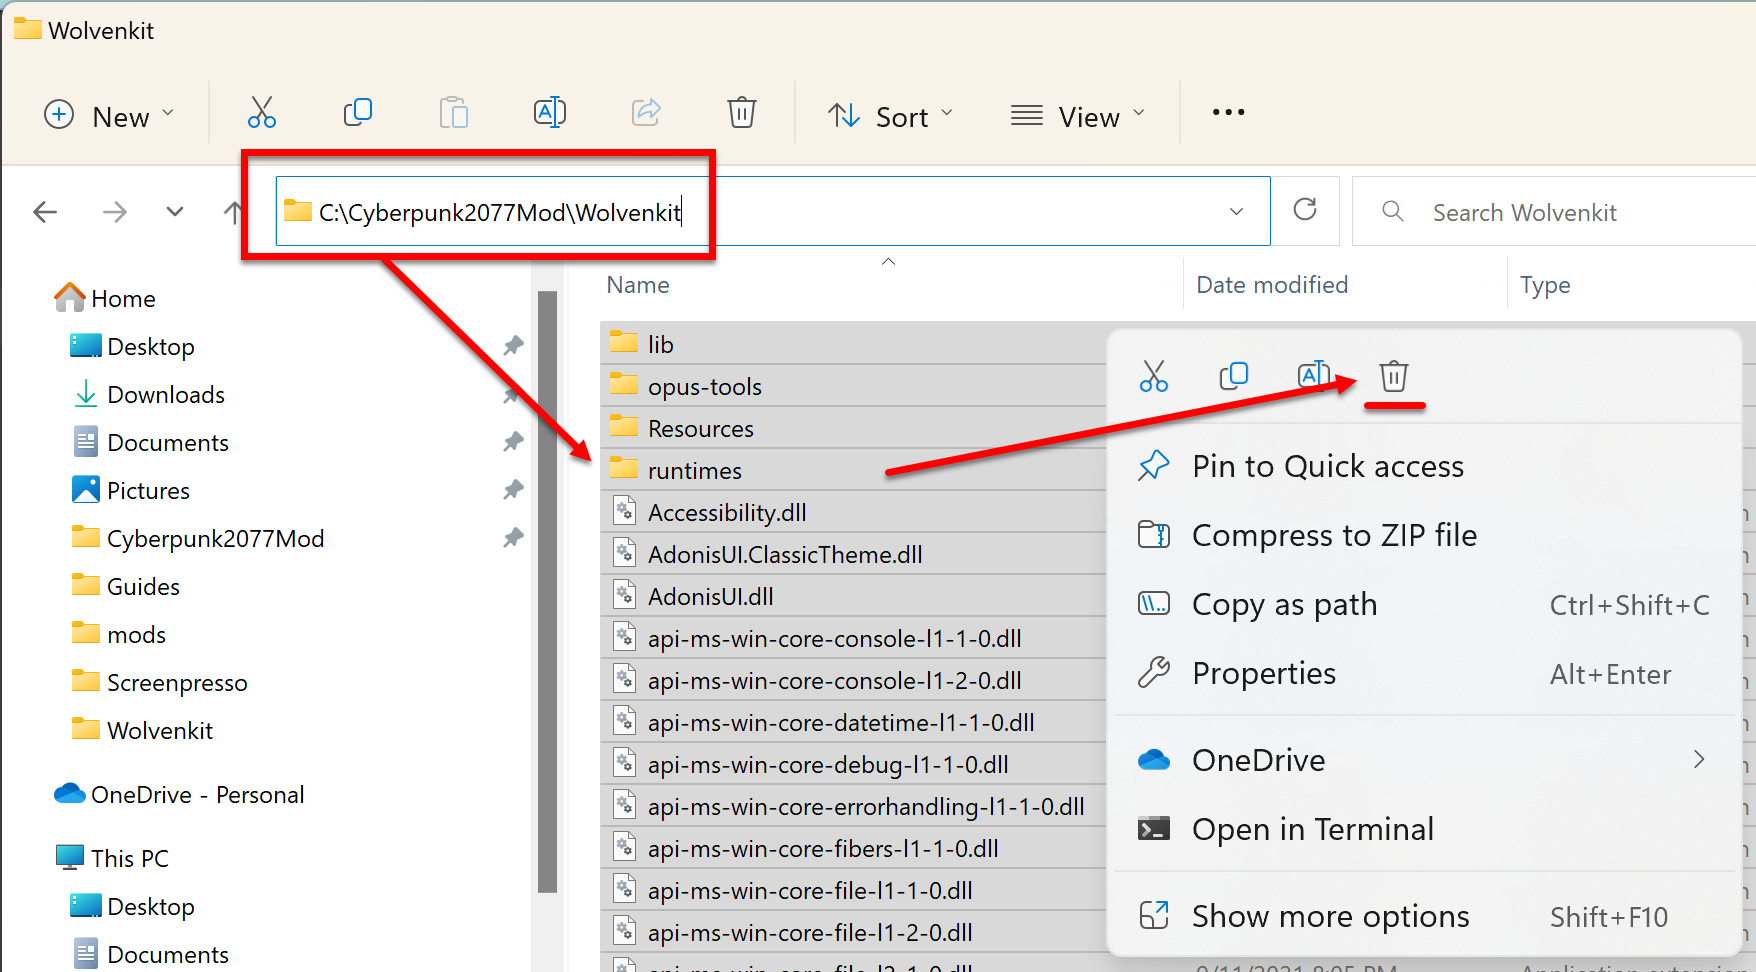 Wolvenkit
New
Sort
View
C:\Cyberpunk2077Mod\Wolvenkit
Search Wolvenkit
Home
Desktop
Downloads
Documents
Pictures
Cyberpunk2077Mod
Guides
mods
Screenpresso
Wolvenkit
OneDrive - Personal
This PC
Desktop
Documents
Name
Date modified
Type
lib
opus-tools
Resources
runtimes
Accessibility.dll
AdonisUI.ClassicTheme.dll
AdonisUI.dll
api-ms-win-core-console-l1-1-0.dll
api-ms-win-core-console-l1-2-0.dll
api-ms-win-core-datetime-l1-1-0.dll
api-ms-win-core-debug-l1-1-0.dll
api-ms-win-core-errorhandling-l1-1-0.dll
api-ms-win-core-fibers-l1-1-0.dll
api-ms-win-core-file-l1-1-0.dll
api-ms-win-core-file-l1-2-0.dll
Pin to Quick access
Compress to ZIP file
Copy as path Ctrl+Shift+C
Properties Alt+Enter
OneDrive
Open in Terminal
Show more options Shift+F10